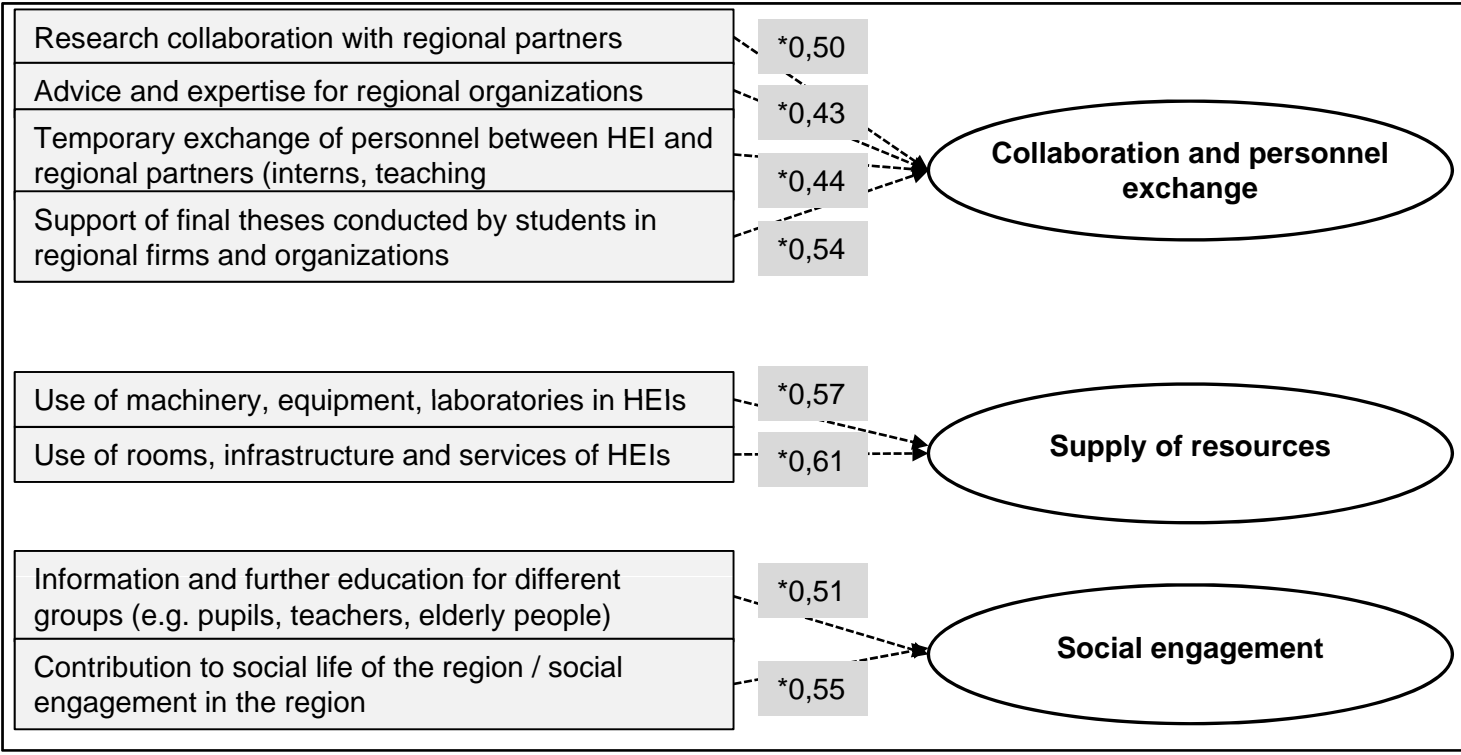 Research collaboration with regional partners
*0,50
Advice and expertise for regional organizations
*0,43
Temporary exchange of personnel between HEI and
regional partners (interns, teaching
*0,44
Support of final theses conducted by students in
regional firms and organizations
*0,54
Collaboration and personnel
exchange
Use of machinery, equipment, laboratories in HEIs
*0,57
Use of rooms, infrastructure and services of HEIs
*0,61
Supply of resources
Information and further education for different
groups (e.g. pupils, teachers, elderly people)
*0,51
Contribution to social life of the region / social
engagement in the region
*0,55
Social engagement